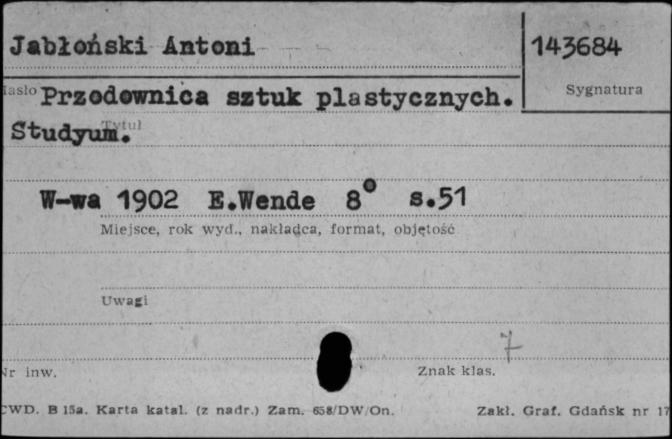 Jabłoński Antoni
143684
Sygnatura
Hasło Przodownica sztuk plastycznych.
Tytuł
Studyum.
W-wa 1902 E.Wende 8° s.51
Miejsce, rok wyd., nakładca, format, objętość
Uwagi
7
Nr inw.
Znak klas.
CWD. B 15a. Karta katal. (z nadr.) Zam. 658/DW/On.
Zakł. Graf. Gdańsk nr 17